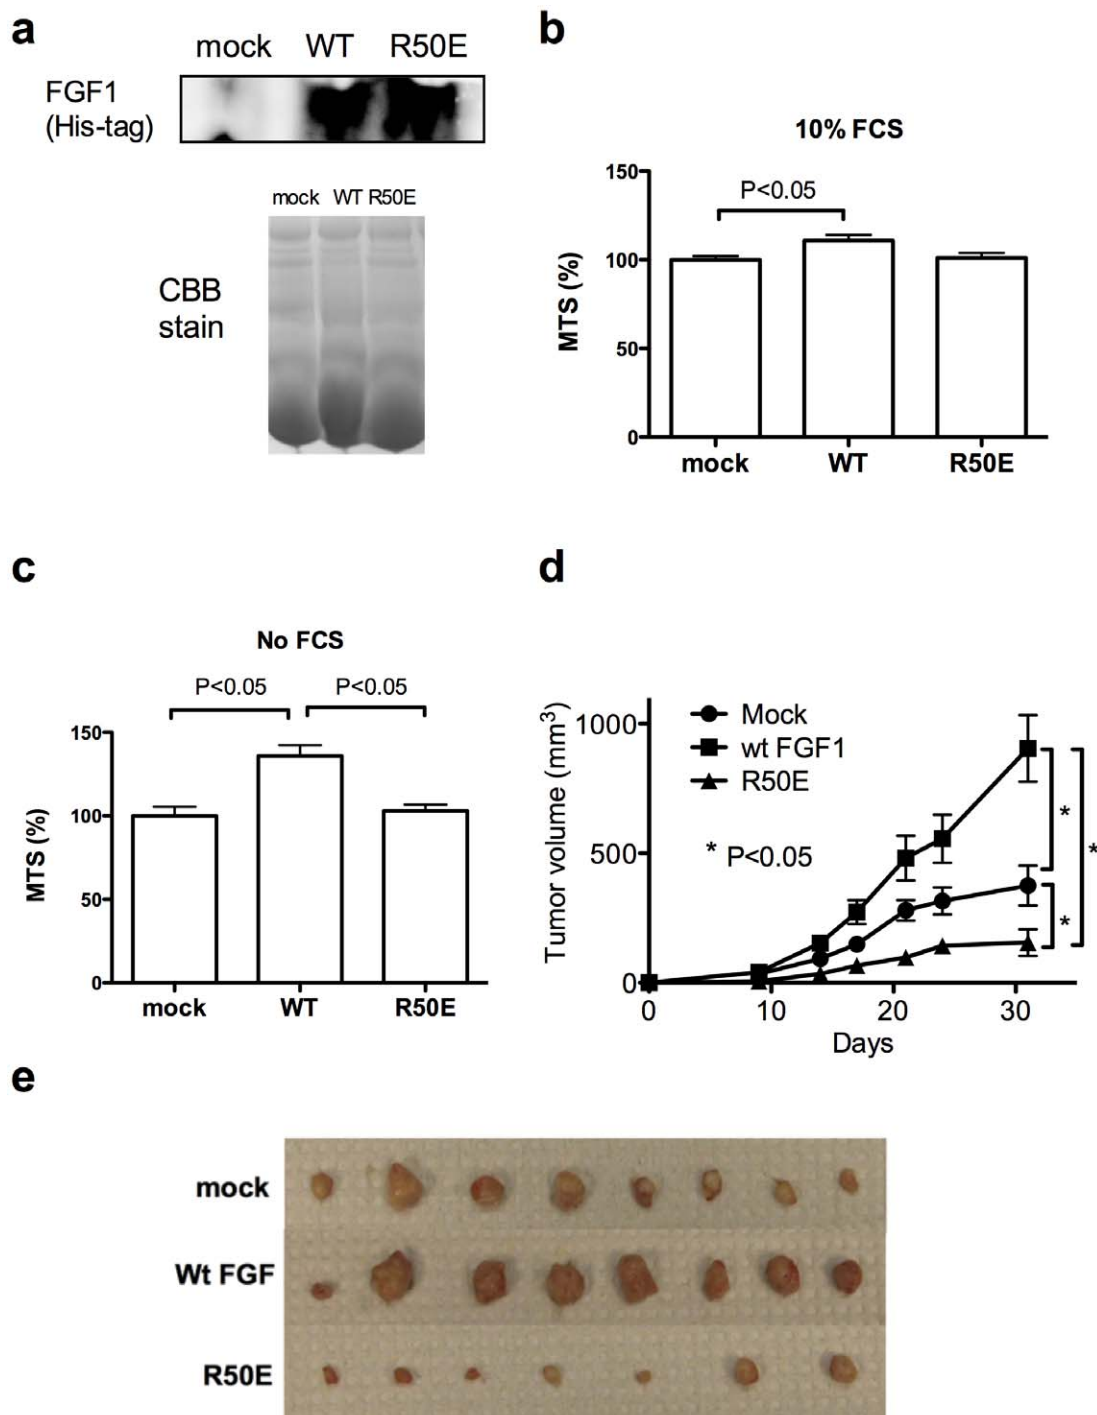 a
mock WT R50E
FGF1
(His-tag)
mock WT R50E
CBB
stain
b
10% FCS
P<0.05
MTS (%)
150
100
50
0
mock WT R50E
c
No FCS
P<0.05 P<0.05
MTS (%)
150
100
50
0
mock WT R50E
d
Tumor volume (mm³)
1000
500
0
Mock
wt FGF1
R50E
* P<0.05
*
*
*
0 10 20 30
Days
e
mock
Wt FGF
R50E